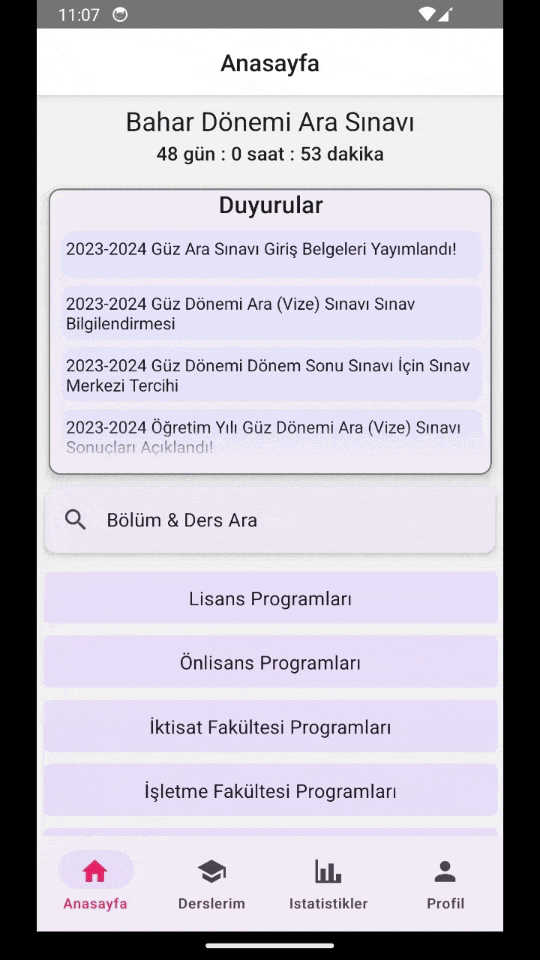 11:07
Anasayfa
Bahar Dönemi Ara Sınavı
48 gün : 0 saat : 53 dakika
Duyurular
2023-2024 Güz Ara Sınavı Giriş Belgeleri Yayımlandı!
2023-2024 Güz Dönemi Ara (Vize) Sınavı Sınav
Bilgilendirmesi
2023-2024 Güz Dönemi Dönem Sonu Sınavı İçin Sınav
Merkezi Tercihi
2023-2024 Öğretim Yılı Güz Dönemi Ara (Vize) Sınavı
Sonuçları Açıklandı!
Bölüm & Ders Ara
Lisans Programları
Önlisans Programları
İktisat Fakültesi Programları
İşletme Fakültesi Programları
Anasayfa
Derslerim
Istatistikler
Profil